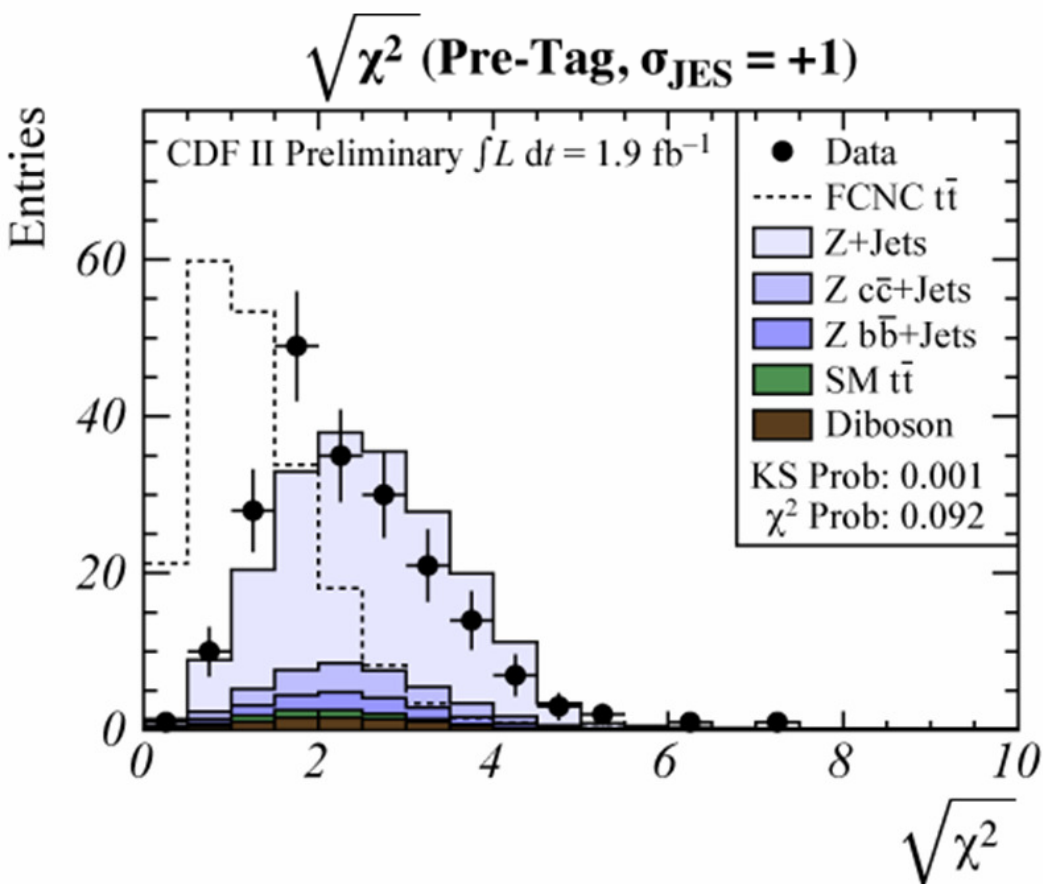 √χ² (Pre-Tag, σJES = +1)
Entries
CDF II Preliminary ∫L dt = 1.9 fb⁻¹
Data
FCNC tt̄
Z+Jets
Z cc̄+Jets
Z bb̄+Jets
SM tt̄
Diboson
KS Prob: 0.001
χ² Prob: 0.092
60
40
20
0
0 2 4 6 8 10
√χ²